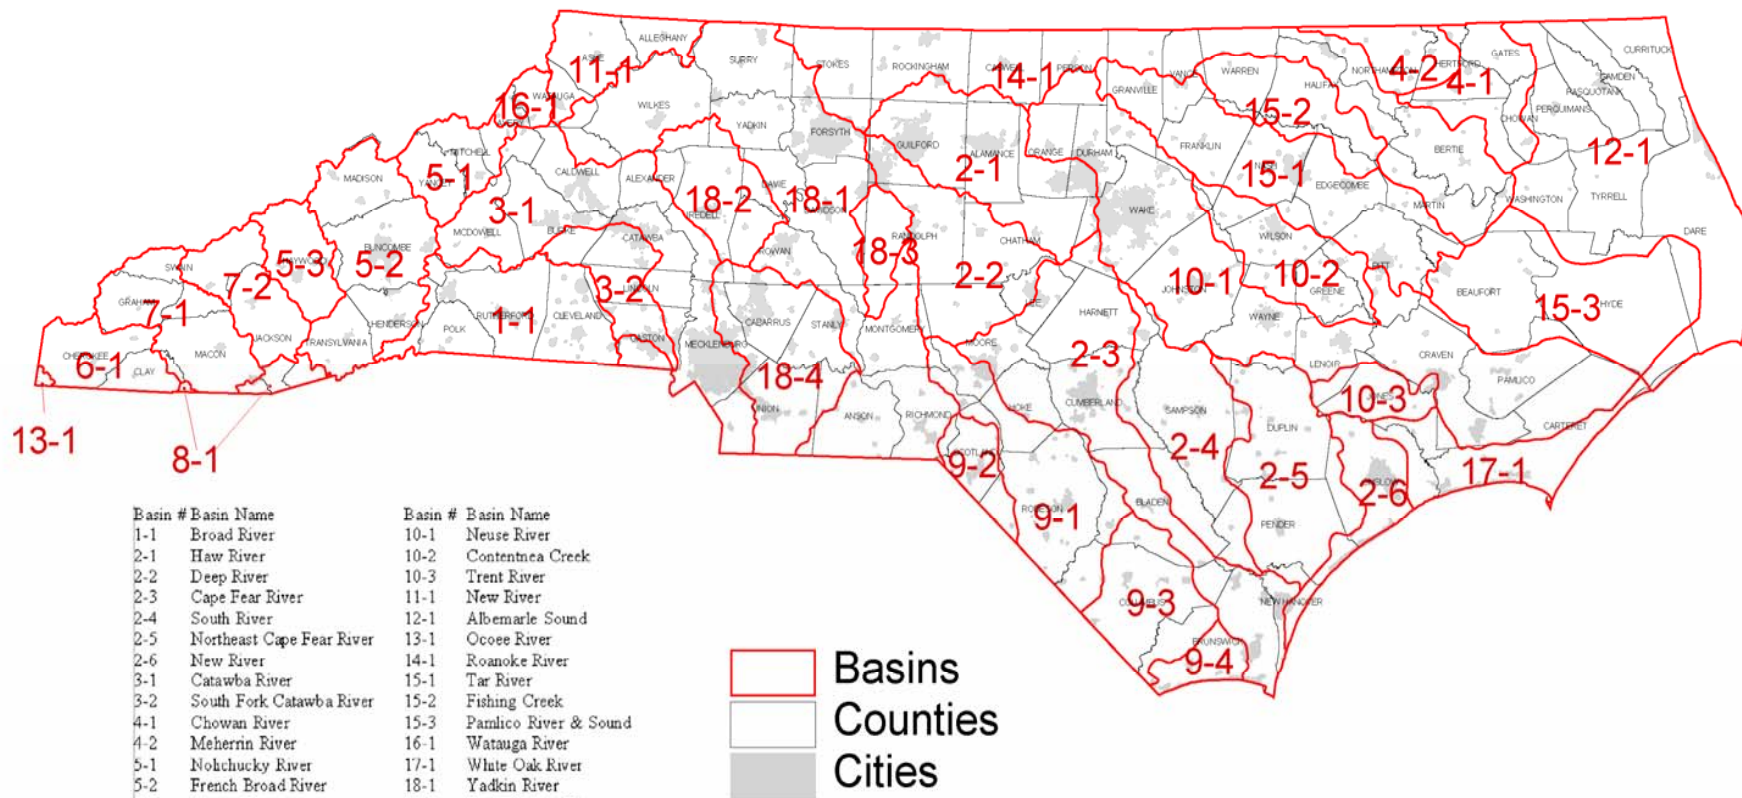 ALLEGHANY
ASHE
11-1
SURRY
STOKES
ROCKINGHAM
CASWELL
14-1
PERSON
GRANVILLE
VANCE
WARREN
NORTHAMPTON
4-2
HERTFORD
4-1
GATES
CURRITUCK
CAMDEN
PASQUOTANK
PERQUIMANS
CHOWAN
16-1
WATAUGA
AVERY
WILKES
YADKIN
FORSYTH
GUILFORD
ALAMANCE
2-1
ORANGE
DURHAM
FRANKLIN
HALIFAX
15-2
NASH
15-1
EDGECOMBE
BERTIE
12-1
MITCHELL
YANCEY
5-1
MADISON
CALDWELL
ALEXANDER
DAVIE
IREDELL
18-2
18-1
DAVIDSON
WAKE
MARTIN
WASHINGTON
TYRRELL
DARE
3-1
MCDOWELL
BURKE
CATAWBA
ROWAN
RANDOLPH
18-3
CHATHAM
WILSON
PITT
BUNCOMBE
5-2
HAYWOOD
5-3
SWAIN
7-2
GRAHAM
7-1
3-2
LINCOLN
2-2
LEE
JOHNSTON
10-1
10-2
GREENE
BEAUFORT
15-3
HYDE
HENDERSON
POLK
RUTHERFORD
1-1
CLEVELAND
GASTON
MECKLENBURG
CABARRUS
STANLY
MONTGOMERY
MOORE
HARNETT
WAYNE
LENOIR
CRAVEN
PAMLICO
CHEROKEE
6-1
CLAY
MACON
JACKSON
TRANSYLVANIA
18-4
UNION
ANSON
RICHMOND
HOKE
2-3
CUMBERLAND
SAMPSON
2-4
DUPLIN
2-5
10-3
JONES
CARTERET
13-1
8-1
SCOTLAND
9-2
ROBESON
9-1
BLADEN
PENDER
ONSLOW
2-6
17-1
COLUMBUS
9-3
NEW HANOVER
BRUNSWICK
9-4
Basin # Basin Name
1-1 Broad River
2-1 Haw River
2-2 Deep River
2-3 Cape Fear River
2-4 South River
2-5 Northeast Cape Fear River
2-6 New River
3-1 Catawba River
3-2 South Fork Catawba River
4-1 Chowan River
4-2 Meherrin River
5-1 Nolichucky River
5-2 French Broad River
Basin # Basin Name
10-1 Neuse River
10-2 Contentnea Creek
10-3 Trent River
11-1 New River
12-1 Albemarle Sound
13-1 Ocoee River
14-1 Roanoke River
15-1 Tar River
15-2 Fishing Creek
15-3 Pamlico River & Sound
16-1 Watauga River
17-1 White Oak River
18-1 Yadkin River
Basins
Counties
Cities